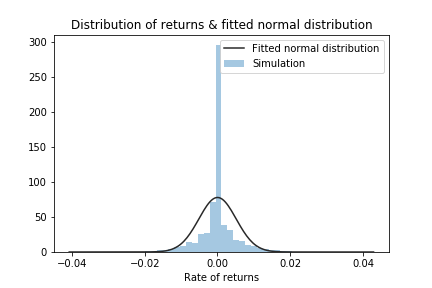 Distribution of returns & fitted normal distribution
300
250
200
150
100
50
0
Fitted normal distribution
Simulation
−0.04 −0.02 0.00 0.02 0.04
Rate of returns